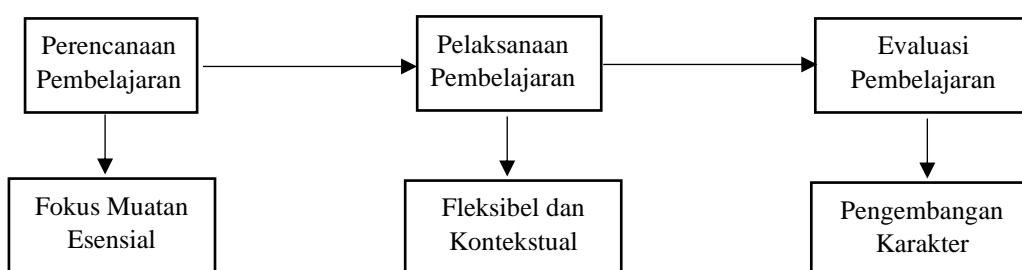 Perencanaan
Pembelajaran
Pelaksanaan
Pembelajaran
Evaluasi
Pembelajaran
Fokus Muatan
Esensial
Fleksibel dan
Kontekstual
Pengembangan
Karakter